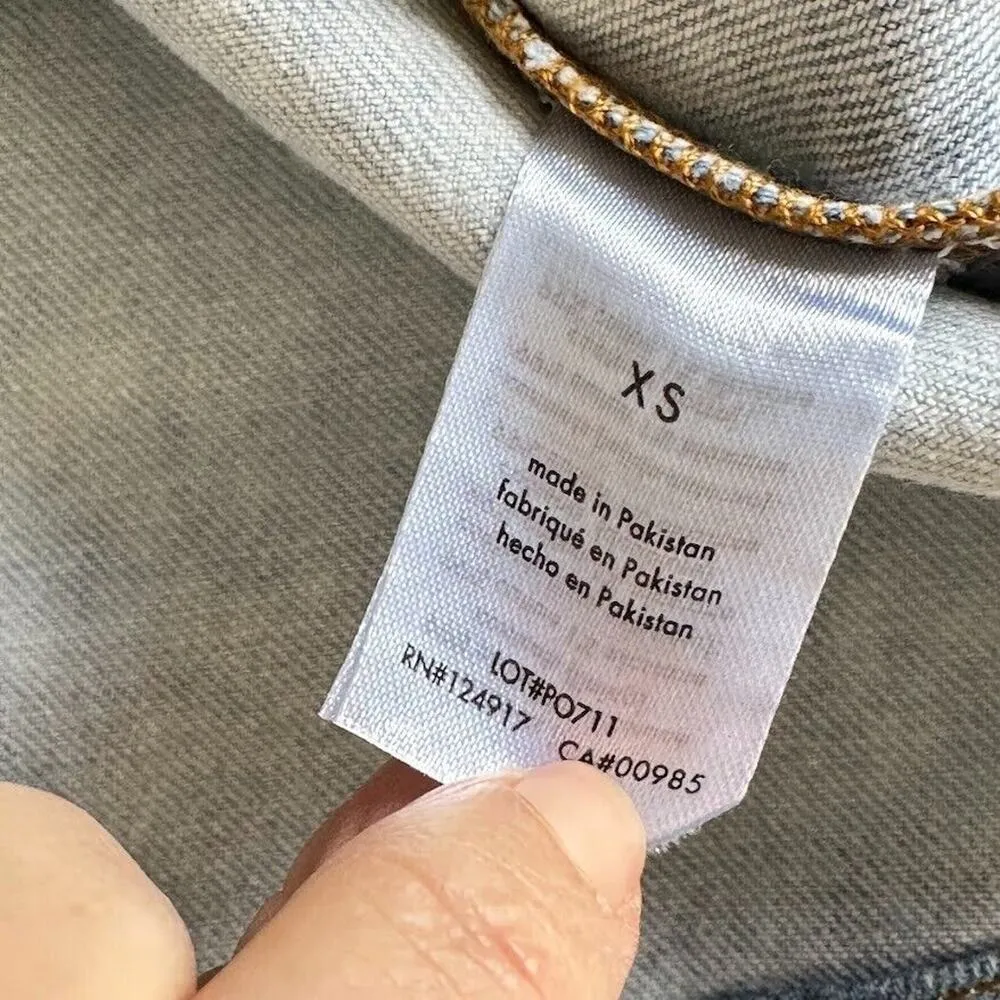 XS
made in Pakistan
fabriqué en Pakistan
hecho en Pakistan
LOT#PO711
RN#124917 CA#00985